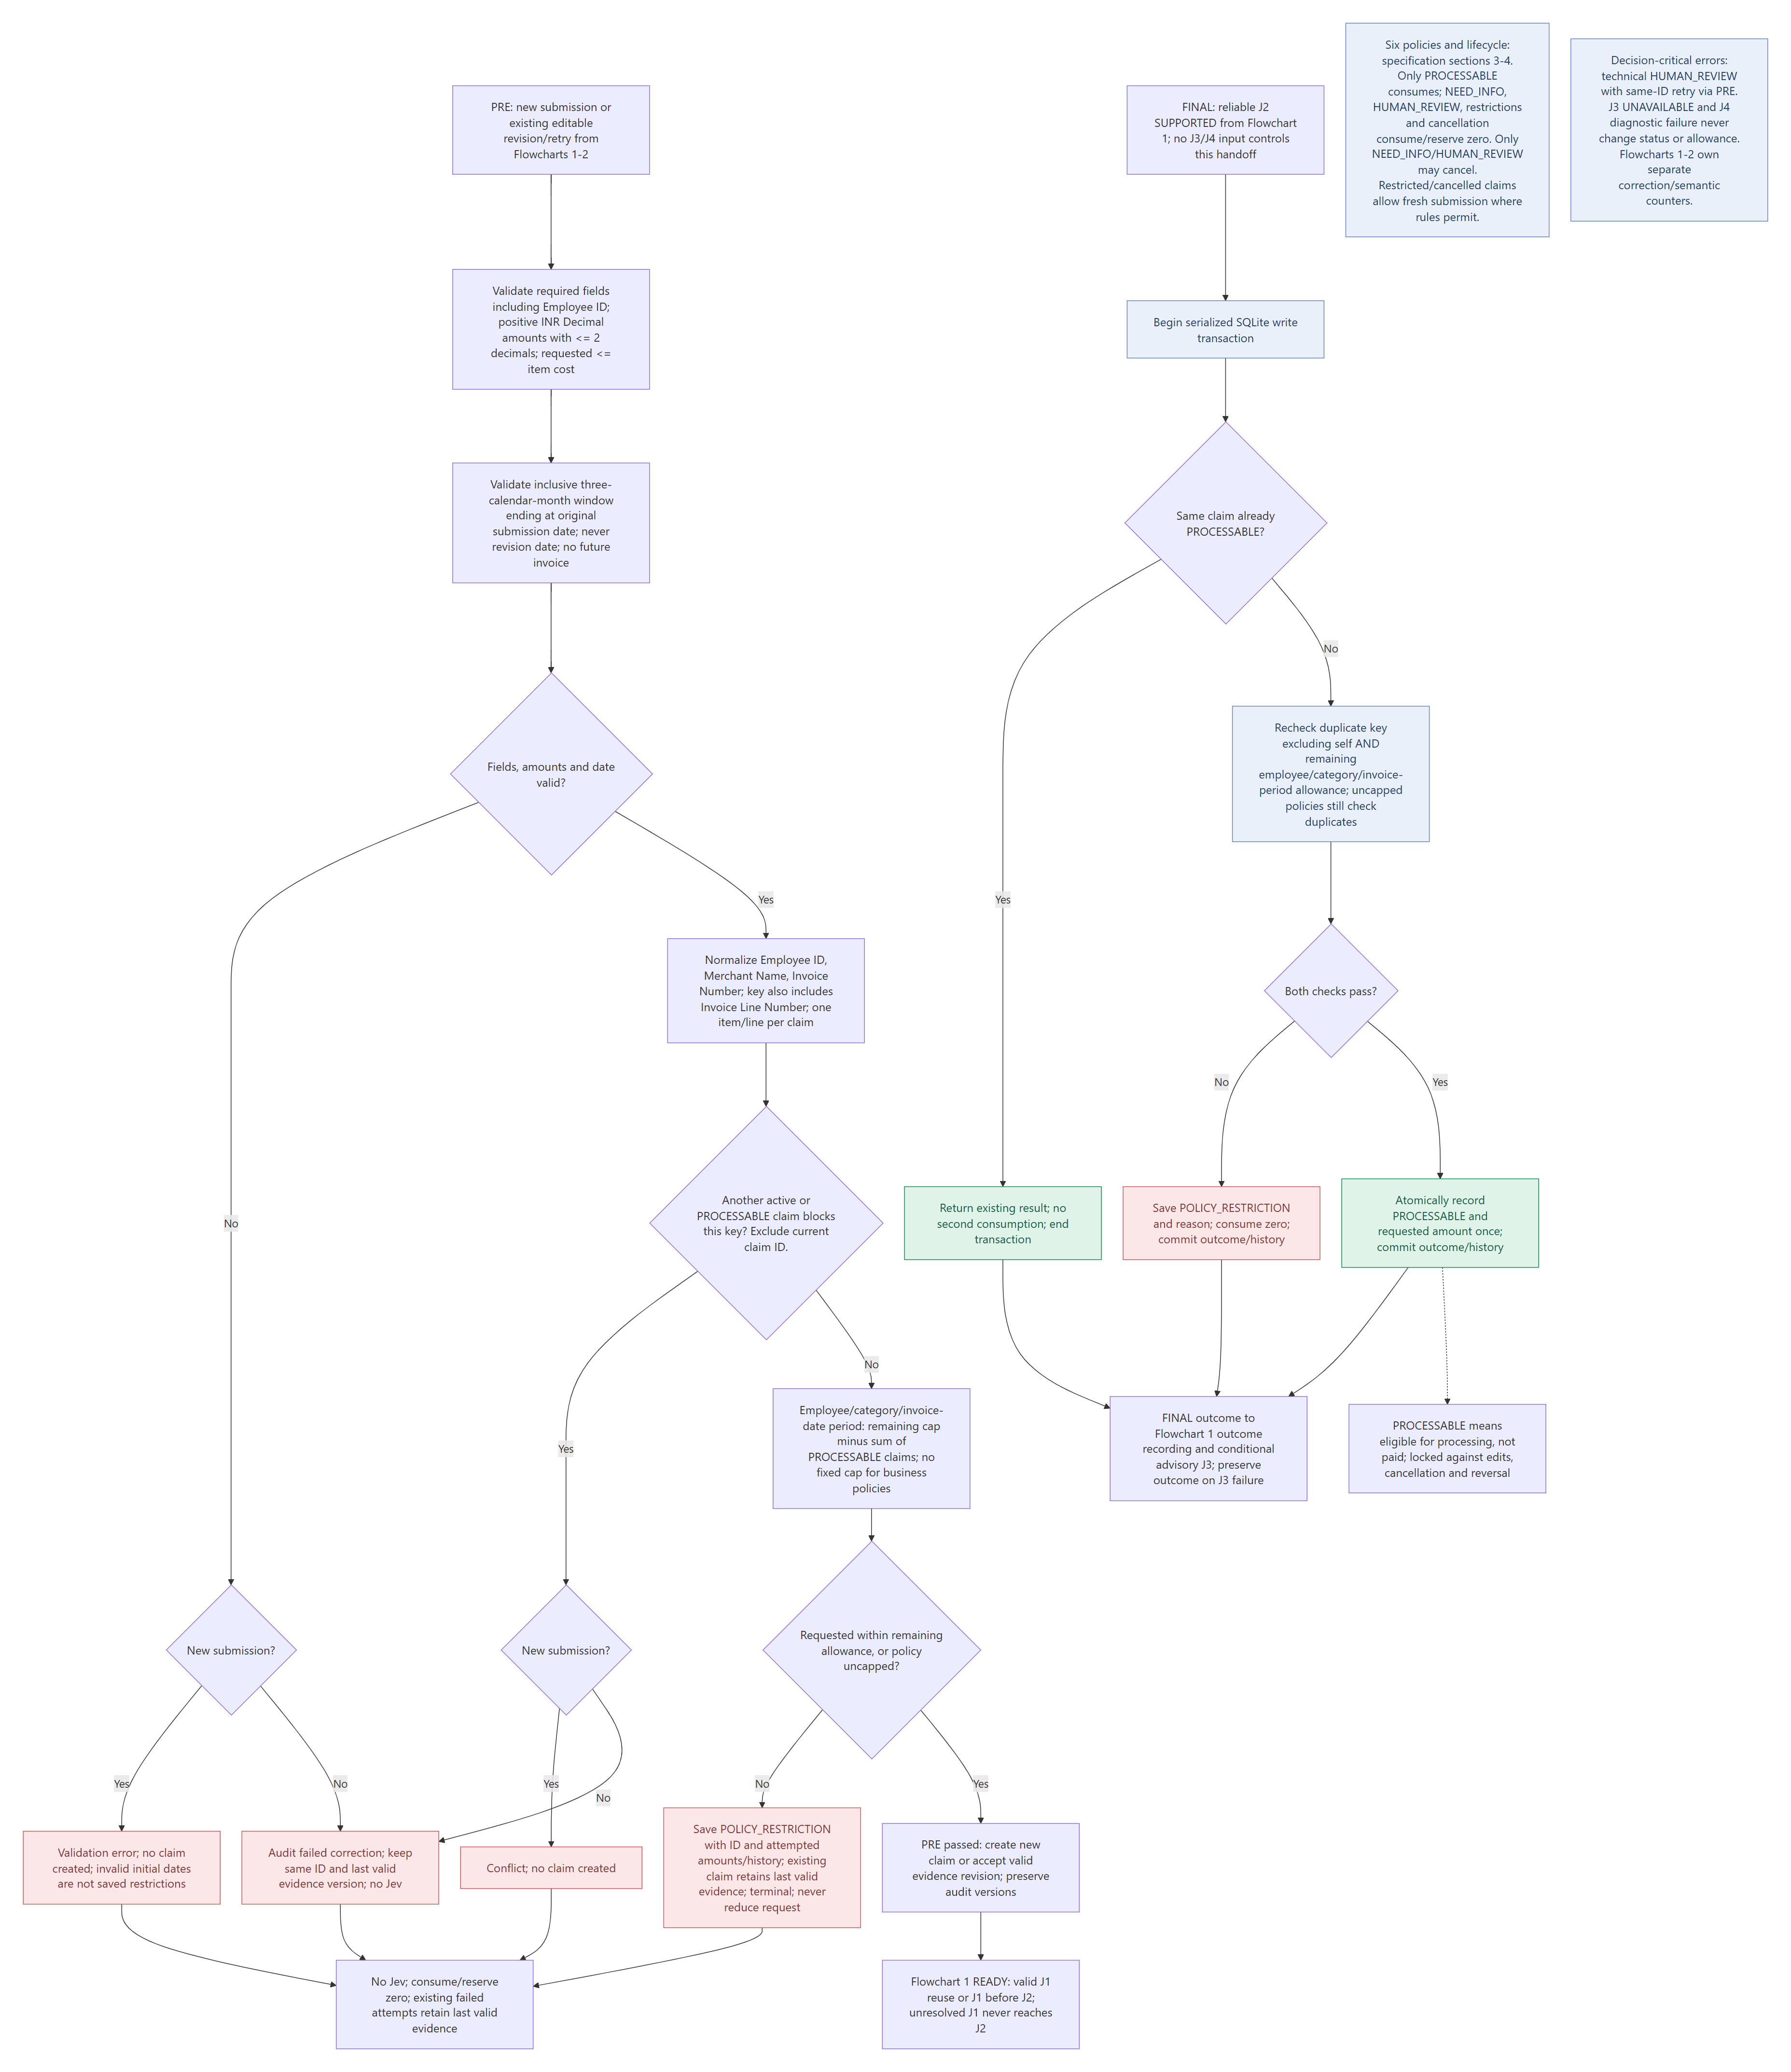 PRE: new submission or
existing editable
revision/retry from
Flowcharts 1-2
Validate required fields
including Employee ID;
positive INR Decimal
amounts with <= 2
decimals; requested <=
item cost
Validate inclusive three-
calendar-month window
ending at original
submission date; never
revision date; no future
invoice
Fields, amounts and date
valid?
No
Yes
Normalize Employee ID,
Merchant Name, Invoice
Number; key also includes
Invoice Line Number; one
item/line per claim
Another active or
PROCESSABLE claim blocks
this key? Exclude current
claim ID.
Yes
No
Employee/category/invoice-
date period: remaining cap
minus sum of
PROCESSABLE claims; no
fixed cap for business
policies
New submission?
New submission?
Requested within remaining
allowance, or policy
uncapped?
Yes
No
Yes
No
No
Yes
Validation error; no claim
created; invalid initial dates
are not saved restrictions
Audit failed correction; keep
same ID and last valid
evidence version; no Jev
Conflict; no claim created
Save POLICY_RESTRICTION
with ID and attempted
amounts/history; existing
claim retains last valid
evidence; terminal; never
reduce request
PRE passed: create new
claim or accept valid
evidence revision; preserve
audit versions
No Jev; consume/reserve
zero; existing failed
attempts retain last valid
evidence
Flowchart 1 READY: valid J1
reuse or J1 before J2;
unresolved J1 never reaches
J2
FINAL: reliable J2
SUPPORTED from Flowchart
1; no J3/J4 input controls
this handoff
Begin serialized SQLite write
transaction
Same claim already
PROCESSABLE?
Yes
No
Recheck duplicate key
excluding self AND
remaining
employee/category/invoice-
period allowance; uncapped
policies still check
duplicates
Both checks pass?
No
Yes
Return existing result; no
second consumption; end
transaction
Save POLICY_RESTRICTION
and reason; consume zero;
commit outcome/history
Atomically record
PROCESSABLE and
requested amount once;
commit outcome/history
FINAL outcome to
Flowchart 1 outcome
recording and conditional
advisory J3; preserve
outcome on J3 failure
PROCESSABLE means
eligible for processing, not
paid; locked against edits,
cancellation and reversal
Six policies and lifecycle:
specification sections 3-4.
Only PROCESSABLE
consumes; NEED_INFO,
HUMAN_REVIEW, restrictions
and cancellation
consume/reserve zero. Only
NEED_INFO/HUMAN_REVIEW
may cancel.
Restricted/cancelled claims
allow fresh submission where
rules permit.
Decision-critical errors:
technical HUMAN_REVIEW
with same-ID retry via PRE.
J3 UNAVAILABLE and J4
diagnostic failure never
change status or allowance.
Flowcharts 1-2 own
separate
correction/semantic
counters.